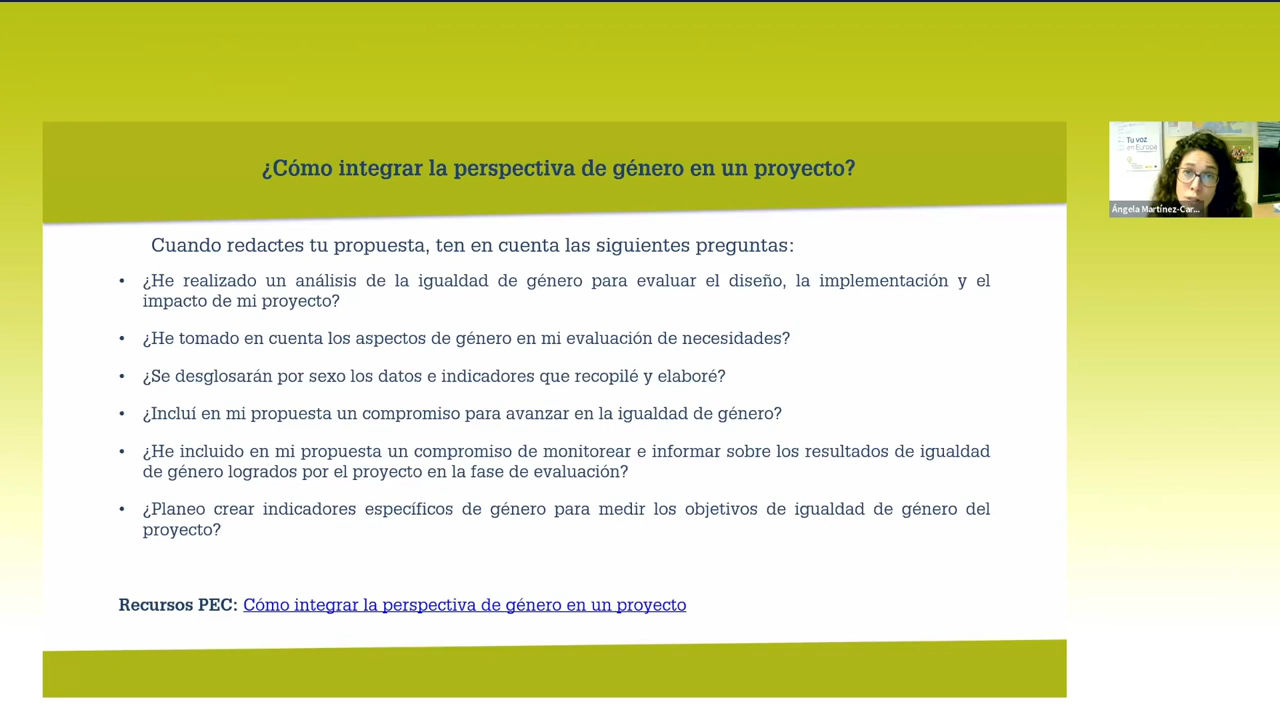 ¿Cómo integrar la perspectiva de género en un proyecto?
Cuando redactes tu propuesta, ten en cuenta las siguientes preguntas:
• ¿He realizado un análisis de la igualdad de género para evaluar el diseño, la implementación y el
impacto de mi proyecto?
• ¿He tomado en cuenta los aspectos de género en mi evaluación de necesidades?
• ¿Se desglosarán por sexo los datos e indicadores que recopilé y elaboré?
• ¿Incluí en mi propuesta un compromiso para avanzar en la igualdad de género?
• ¿He incluido en mi propuesta un compromiso de monitorear e informar sobre los resultados de igualdad
de género logrados por el proyecto en la fase de evaluación?
• ¿Planeo crear indicadores específicos de género para medir los objetivos de igualdad de género del
proyecto?
Recursos PEC: Cómo integrar la perspectiva de género en un proyecto
Tu voz
en Europa
Ángela Martínez-Car...